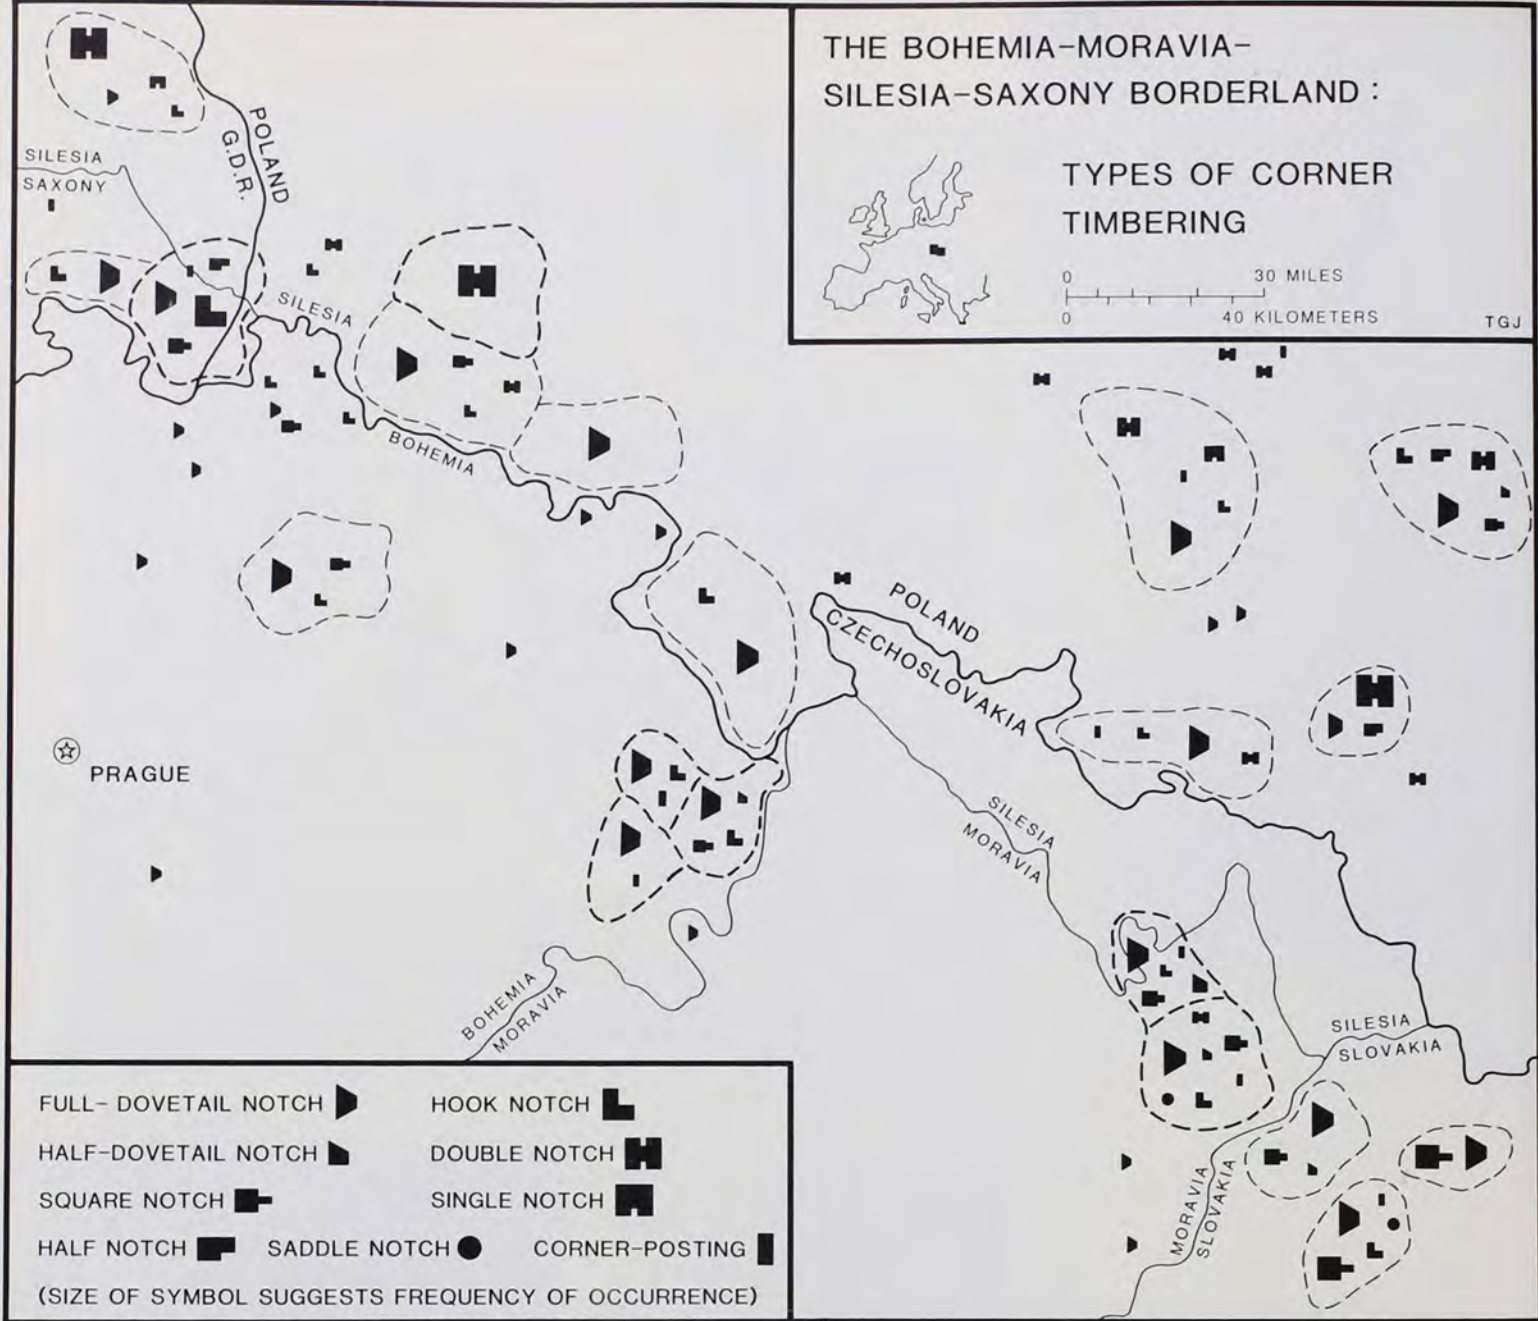 THE BOHEMIA-MORAVIA-
SILESIA-SAXONY BORDERLAND :
TYPES OF CORNER
TIMBERING
0 30 MILES
0 40 KILOMETERS
TGJ
POLAND
G.D.R.
SILESIA
SAXONY
SILESIA
BOHEMIA
POLAND
CZECHOSLOVAKIA
PRAGUE
SILESIA
MORAVIA
BOHEMIA
MORAVIA
SILESIA
SLOVAKIA
MORAVIA
SLOVAKIA
FULL- DOVETAIL NOTCH HOOK NOTCH
HALF-DOVETAIL NOTCH DOUBLE NOTCH
SQUARE NOTCH SINGLE NOTCH
HALF NOTCH SADDLE NOTCH CORNER-POSTING
(SIZE OF SYMBOL SUGGESTS FREQUENCY OF OCCURRENCE)